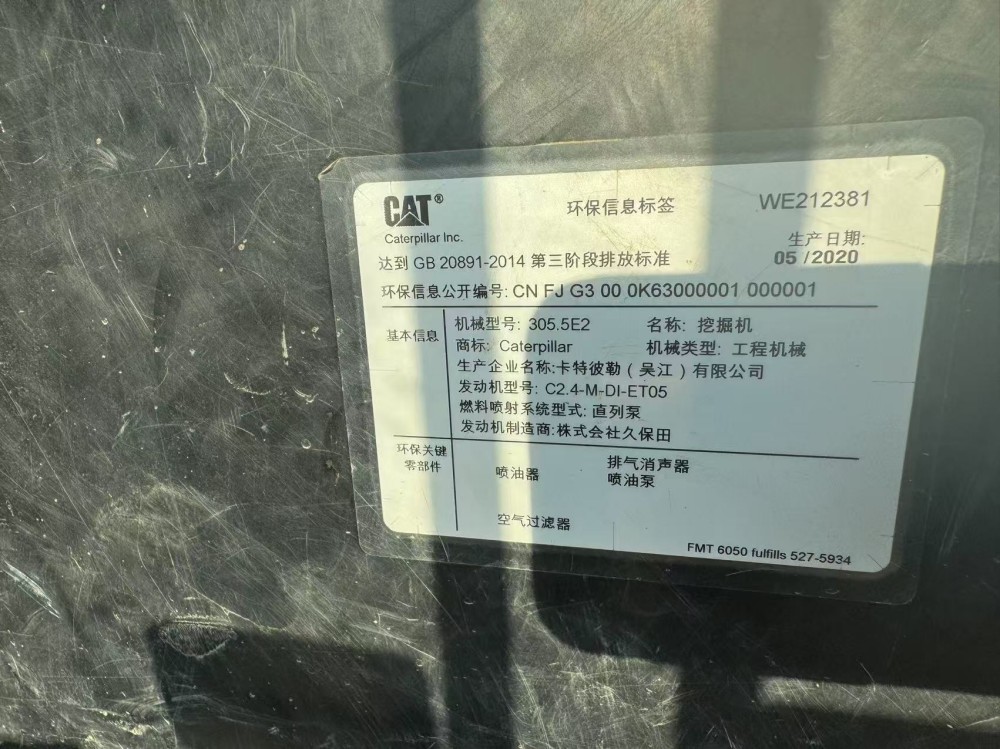 CAT®
Caterpillar Inc.
环保信息标签
WE212381
生产日期:
05 /2020
达到 GB 20891-2014 第三阶段排放标准
环保信息公开编号: CN FJ G3 00 0K63000001 000001
基本信息
机械型号: 305.5E2 名称: 挖掘机
商标: Caterpillar 机械类型: 工程机械
生产企业名称:卡特彼勒（吴江）有限公司
发动机型号: C2.4-M-DI-ET05
燃料喷射系统型式: 直列泵
发动机制造商:株式会社久保田
环保关键
零部件
喷油器
排气消声器
喷油泵
空气过滤器
FMT 6050 fulfills 527-5934